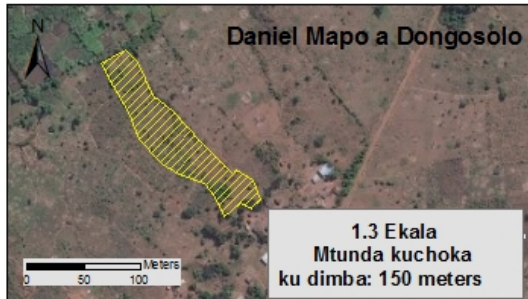 N
Daniel Mapo a Dongosolo
1.3 Ekala
Mtunda kuchoka
ku dimba: 150 meters
Meters
0 50 100